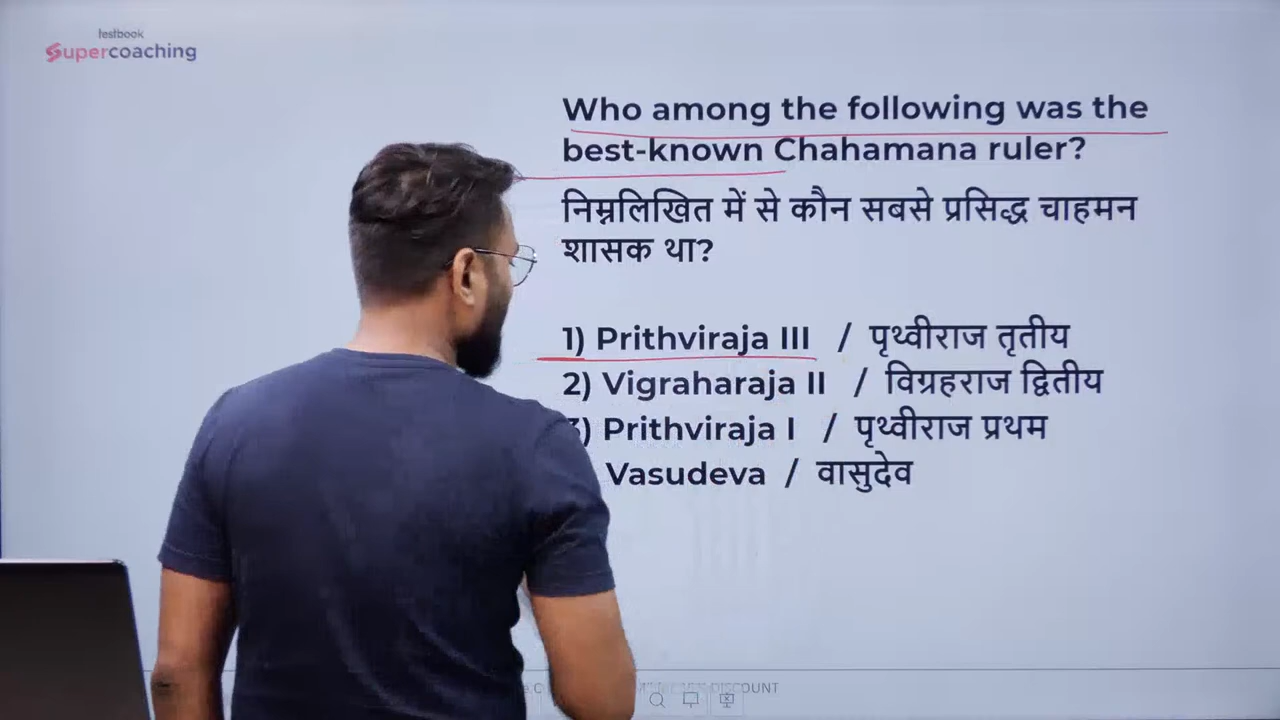 testbook
Supercoaching
Who among the following was the
best-known Chahamana ruler?
निम्नलिखित में से कौन सबसे प्रसिद्ध चाहमन
शासक था?
1) Prithviraja III / पृथ्वीराज तृतीय
2) Vigraharaja II / विग्रहराज द्वितीय
3) Prithviraja I / पृथ्वीराज प्रथम
Vasudeva / वासुदेव
DISCOUNT